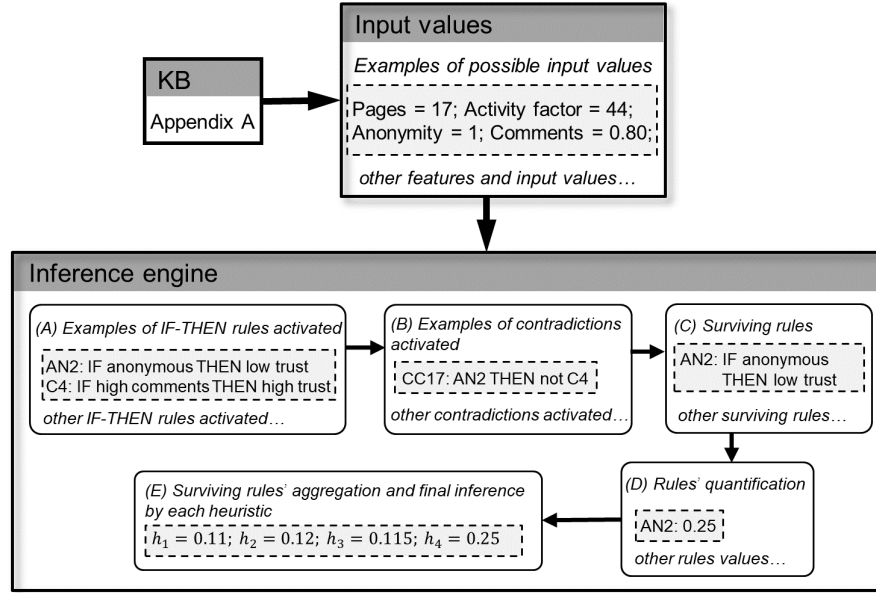 Input values
Examples of possible input values
Pages = 17; Activity factor = 44;
Anonymity = 1; Comments = 0.80;
other features and input values…
KB
Appendix A
Inference engine
(A) Examples of IF-THEN rules activated
AN2: IF anonymous THEN low trust
C4: IF high comments THEN high trust
other IF-THEN rules activated…
(B) Examples of contradictions
activated
CC17: AN2 THEN not C4
other contradictions activated…
(C) Surviving rules
AN2: IF anonymous
THEN low trust
other surviving rules…
(D) Rules' quantification
AN2: 0.25
other rules values…
(E) Surviving rules' aggregation and final inference
by each heuristic
h₁ = 0.11; h₂ = 0.12; h₃ = 0.115; h₄ = 0.25